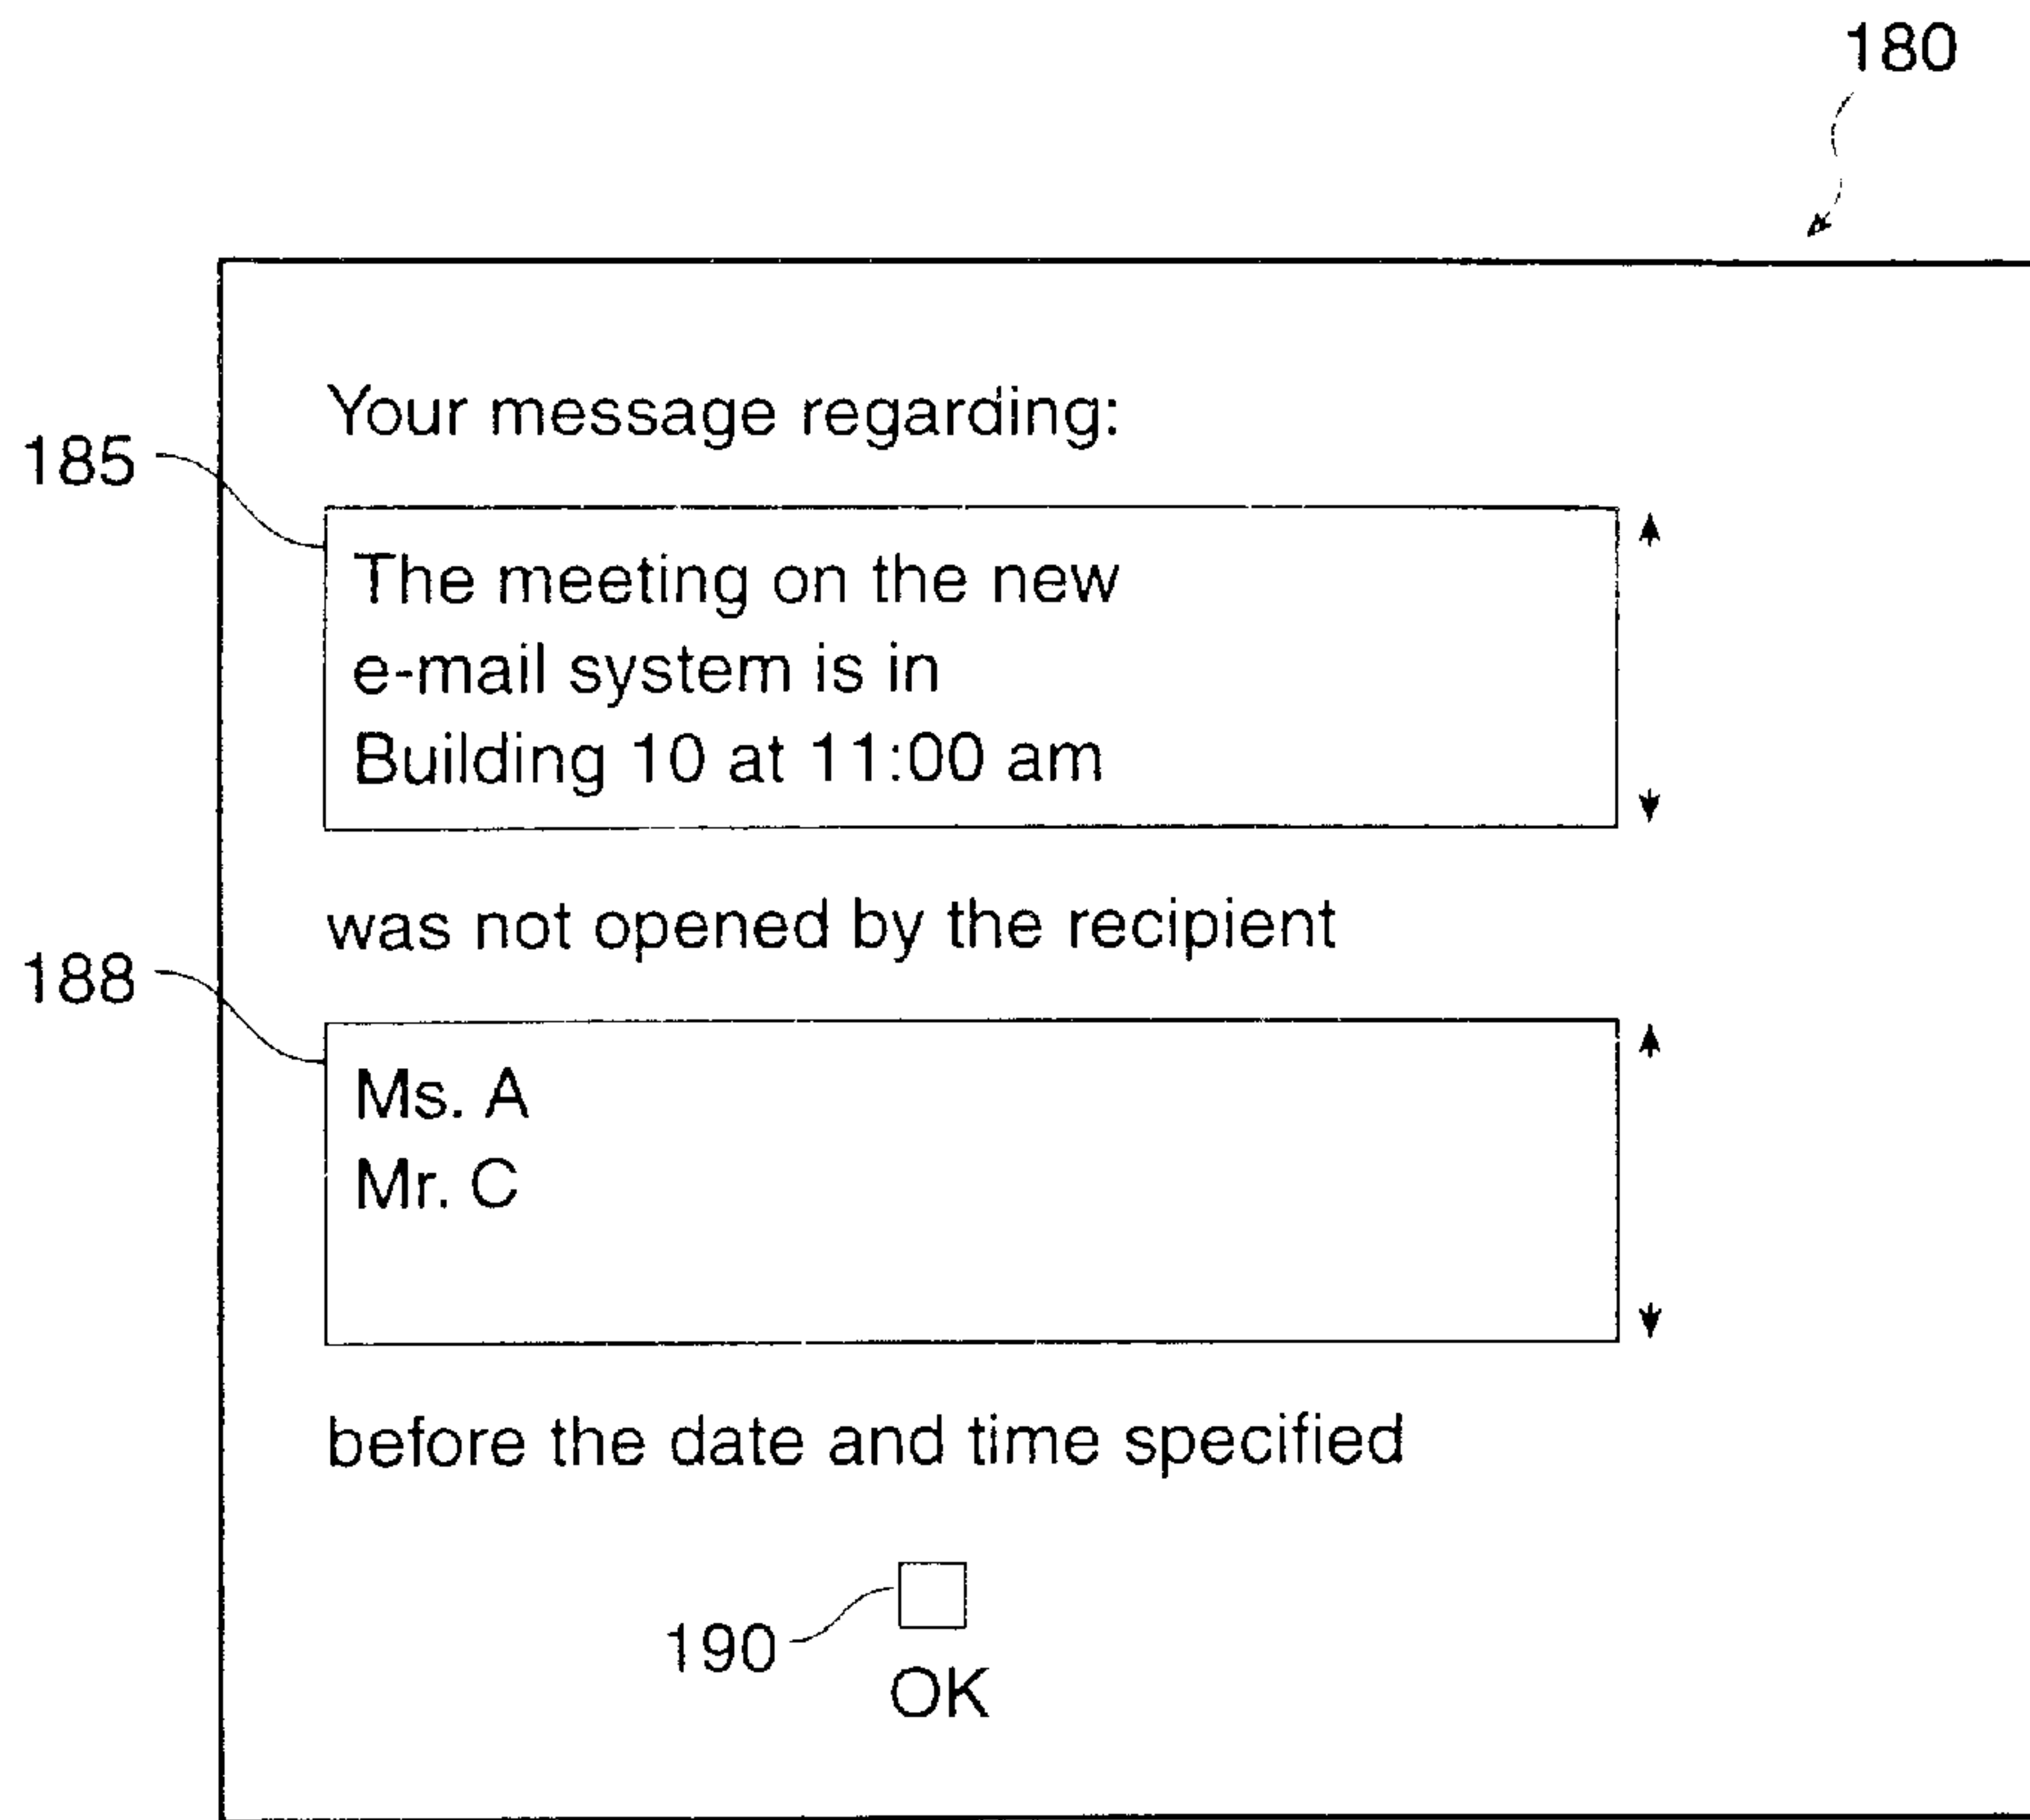 180
Your message regarding:
185
The meeting on the new
e-mail system is in
Building 10 at 11:00 am
was not opened by the recipient
188
Ms. A
Mr. C
before the date and time specified
190
OK